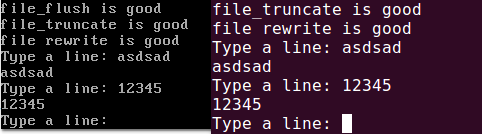 file_flush is good
file_truncate is good
file rewrite is good
Type a line: asdsad
asdsad
Type a line: 12345
12345
Type a line:
file_truncate is good
file rewrite is good
Type a line: asdsad
asdsad
Type a line: 12345
12345
Type a line: